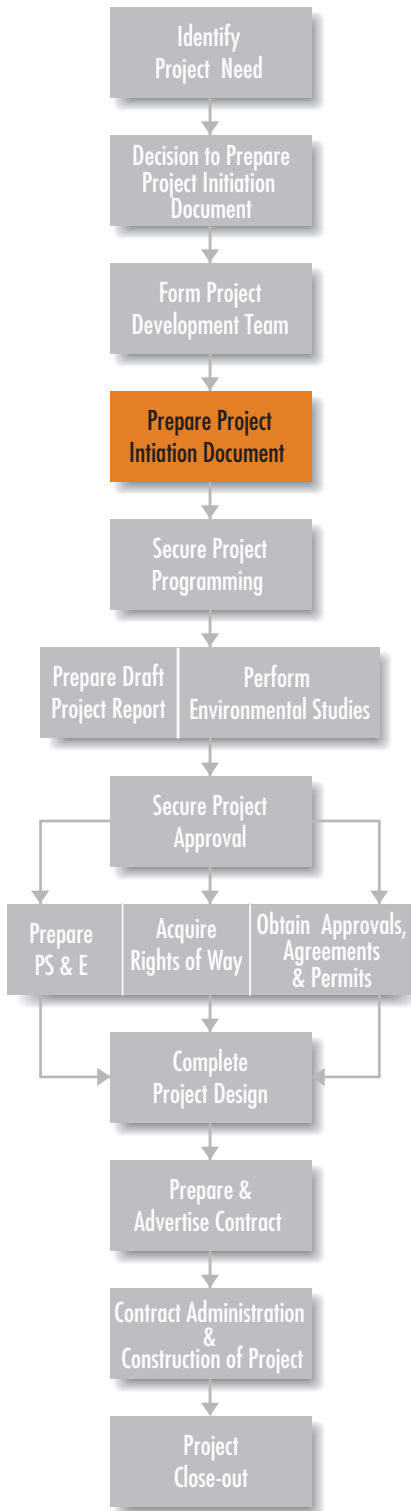 Identify
Project Need
Decision to Prepare
Project Initiation
Document
Form Project
Development Team
Prepare Project
Intiation Document
Secure Project
Programming
Prepare Draft
Project Report
Perform
Environmental Studies
Secure Project
Approval
Prepare
PS & E
Acquire
Rights of Way
Obtain Approvals,
Agreements
& Permits
Complete
Project Design
Prepare &
Advertise Contract
Contract Administration
&
Construction of Project
Project
Close-out